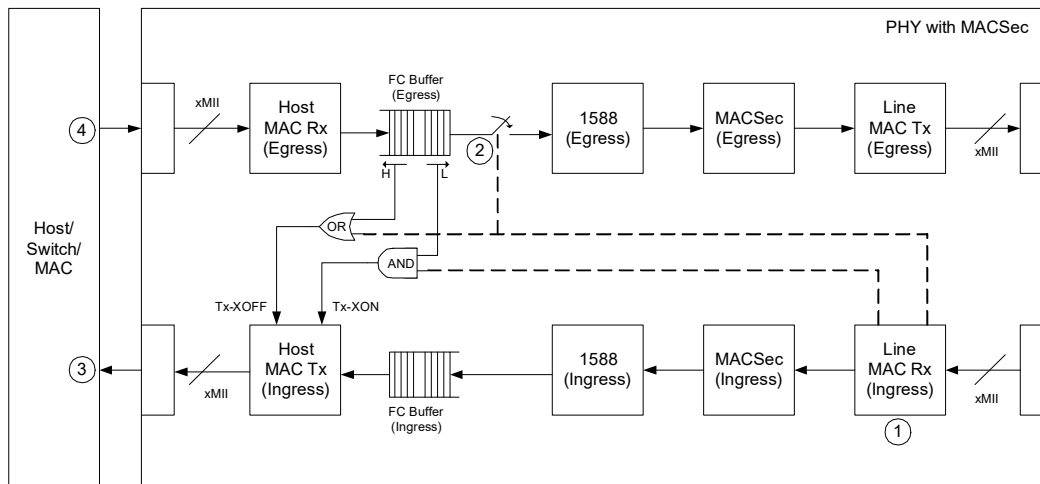 PHY with MACSec
Host/
Switch/
MAC
4
xMII
Host
MAC Rx
(Egress)
FC Buffer
(Egress)
H
L
2
1588
(Egress)
MACSec
(Egress)
Line
MAC Tx
(Egress)
xMII
OR
AND
Tx-XOFF
Tx-XON
3
xMII
Host
MAC Tx
(Ingress)
FC Buffer
(Ingress)
1588
(Ingress)
MACSec
(Ingress)
Line
MAC Rx
(Ingress)
1
xMII